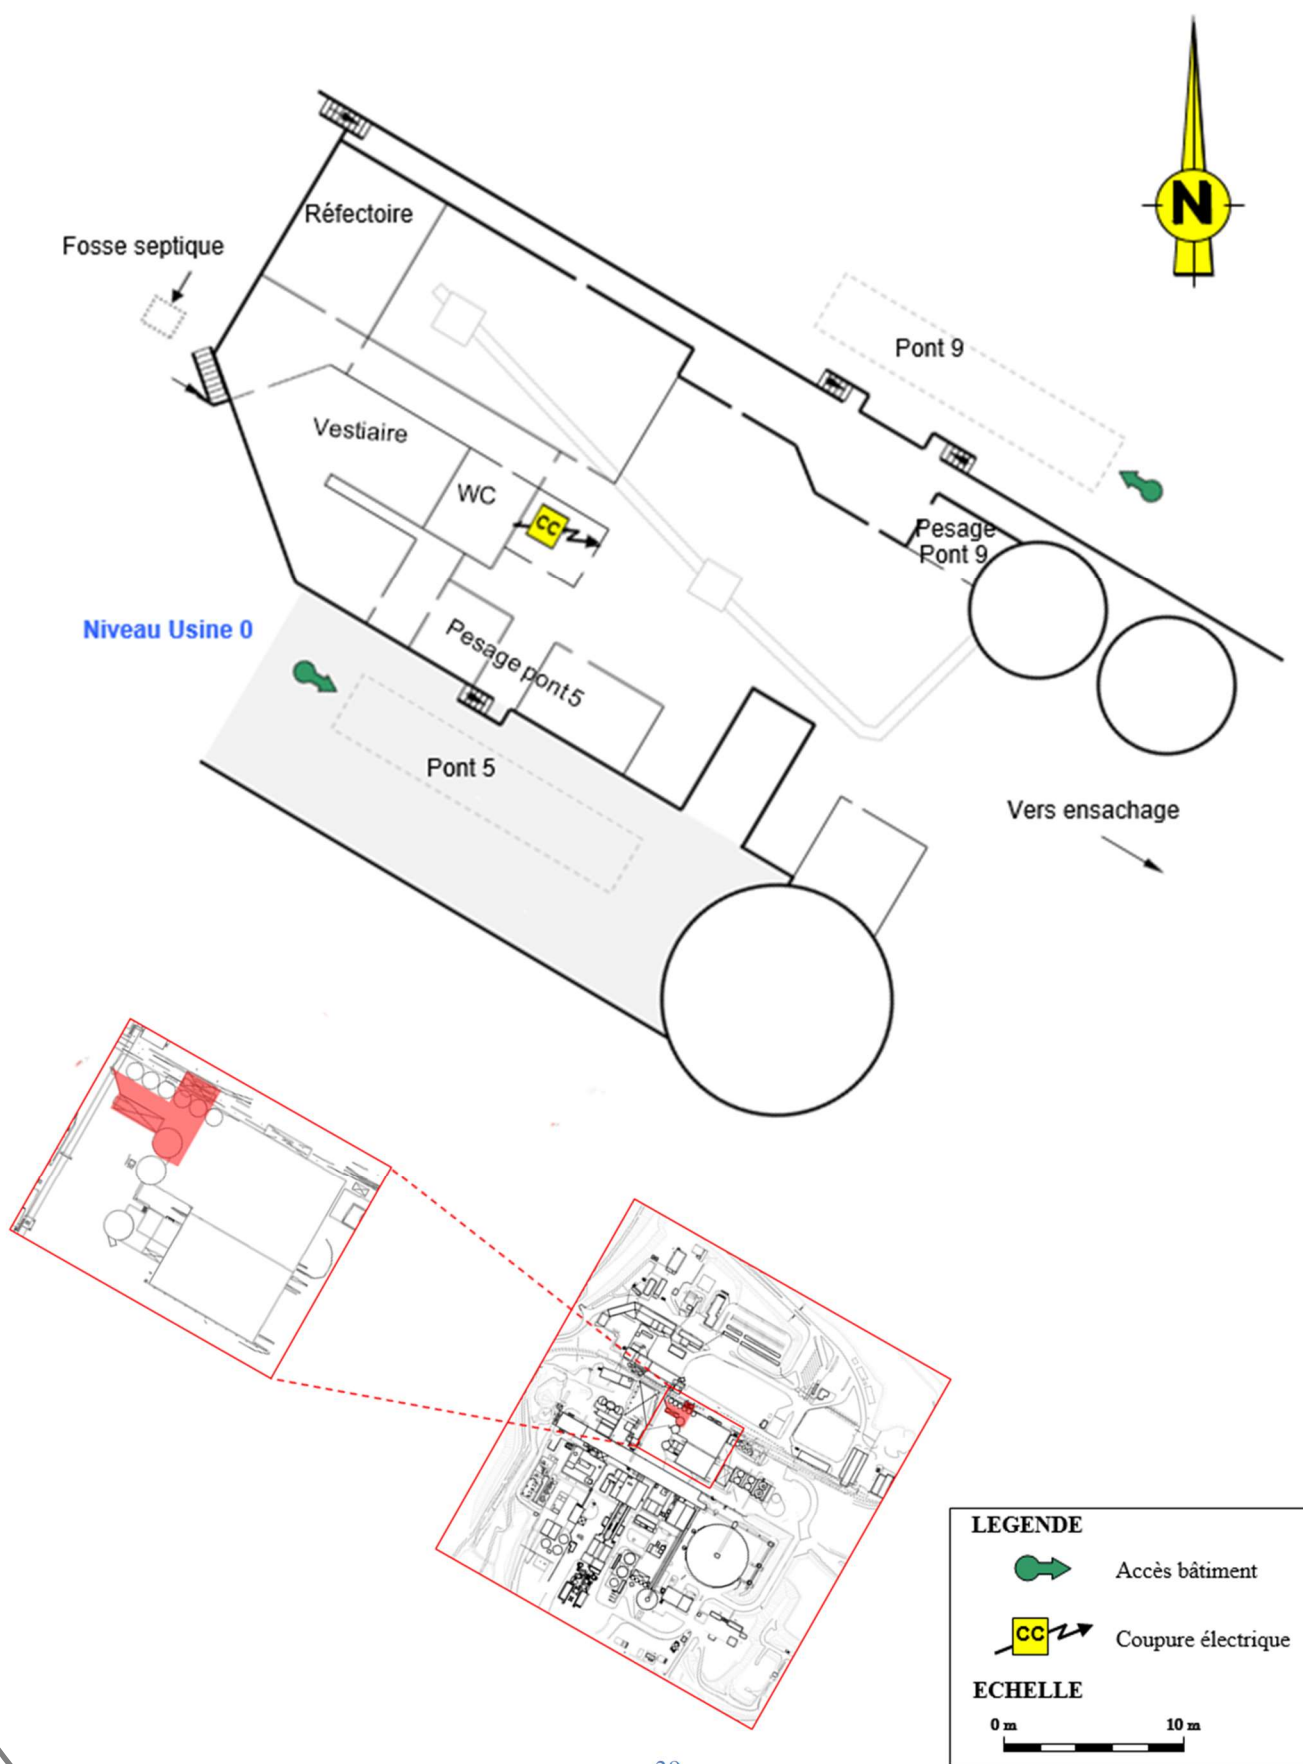 N
Réfectoire
Fosse septique
Pont 9
Vestiaire
WC
CC
Pesage
Pont 9
Niveau Usine 0
Pesage pont 5
Pont 5
Vers ensachage
LEGENDE
Accès bâtiment
CC
Coupure électrique
ECHELLE
0 m
10 m